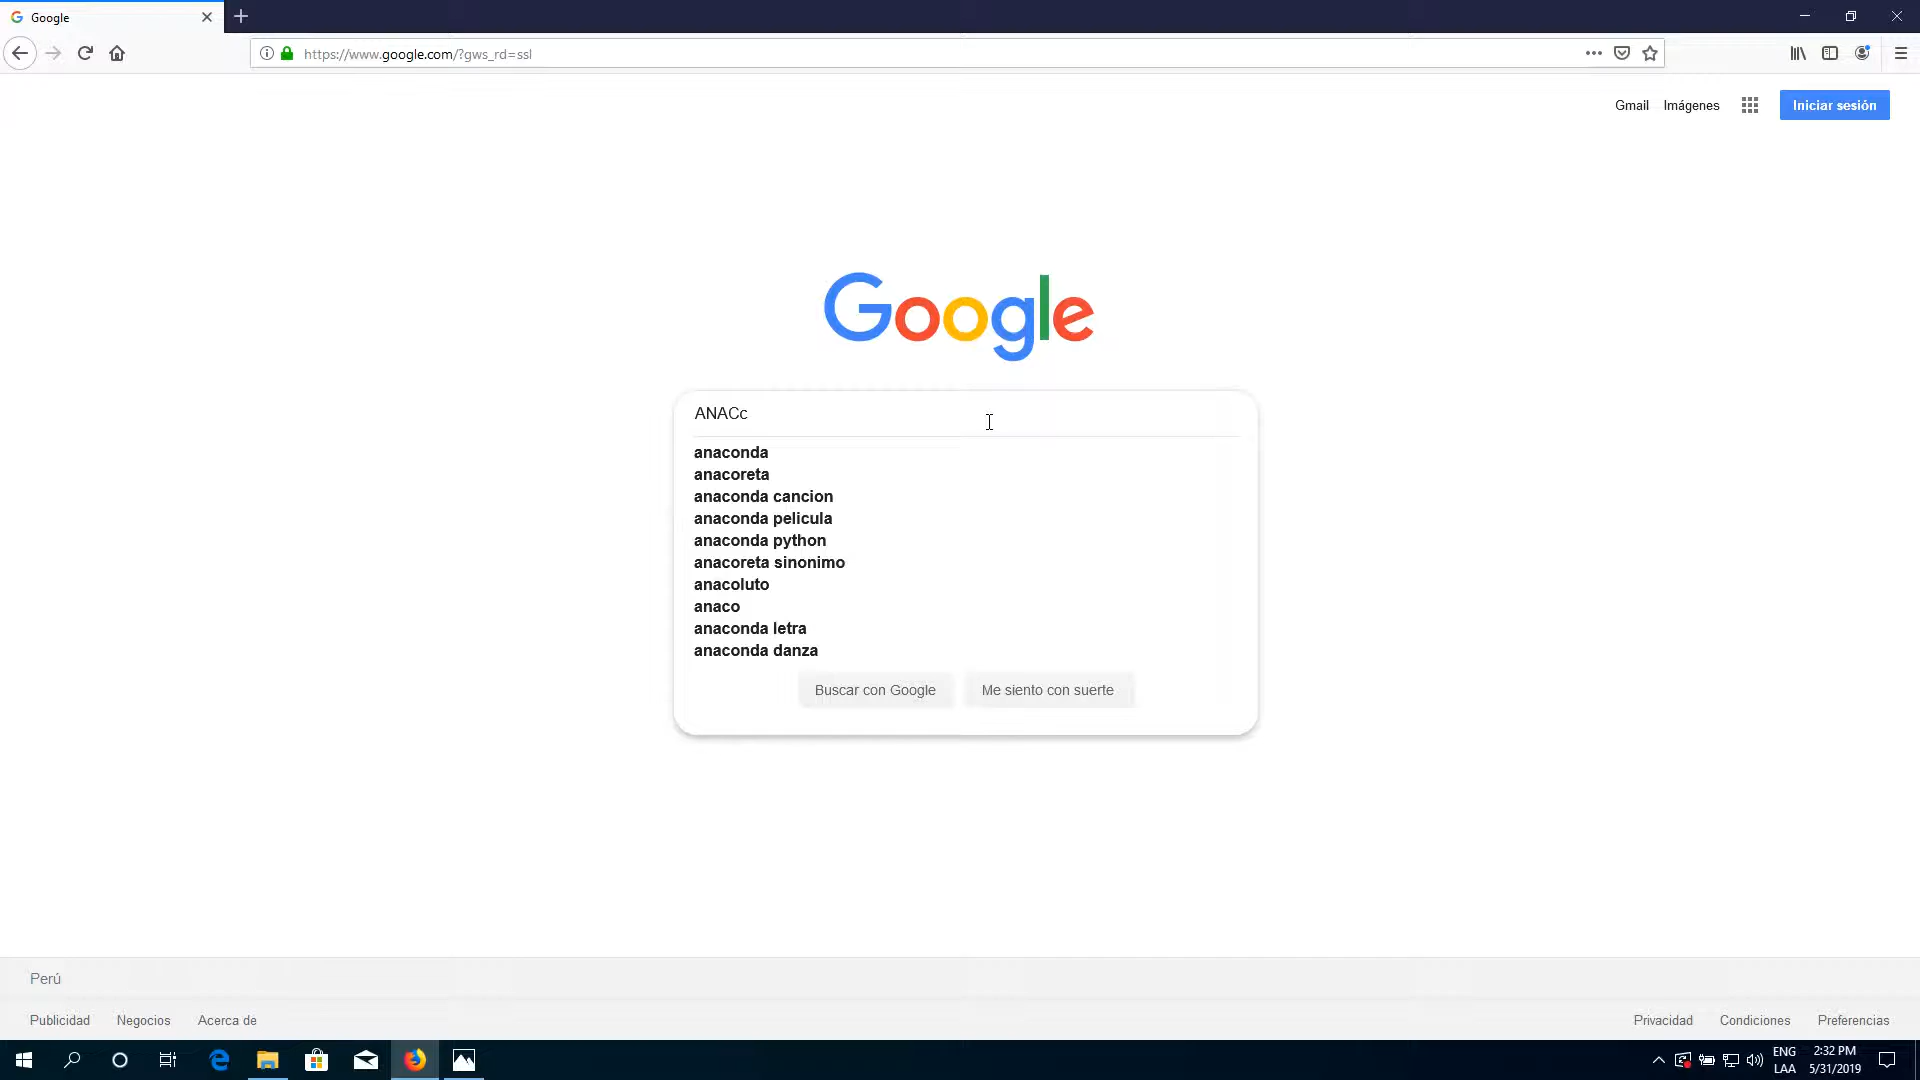 Google
https://www.google.com/?gws_rd=ssl
Gmail Imágenes Iniciar sesión
Google
ANACc
anaconda
anacoreta
anaconda cancion
anaconda pelicula
anaconda python
anacoreta sinonimo
anacoluto
anaco
anaconda letra
anaconda danza
Buscar con Google Me siento con suerte
Perú
Publicidad Negocios Acerca de Privacidad Condiciones Preferencias
ENG 2:32 PM
LAA 5/31/2019